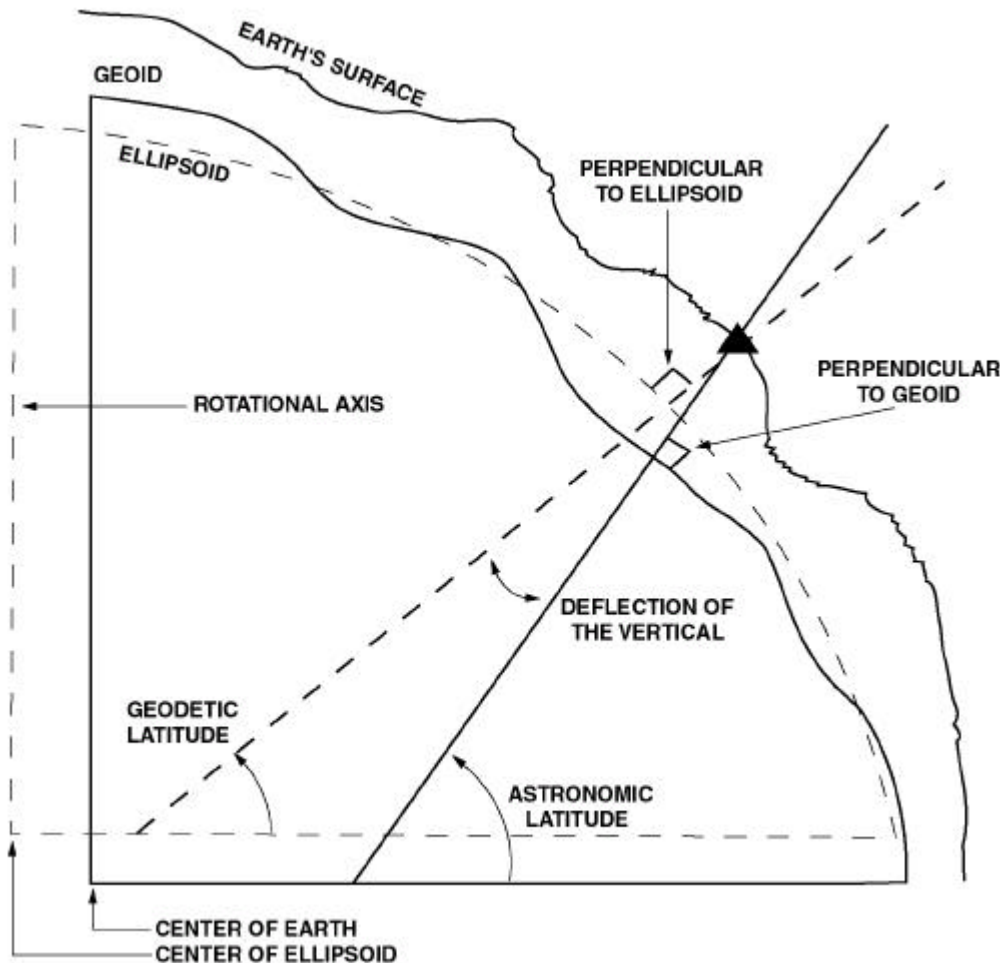 EARTH'S SURFACE
GEOID
ELLIPSOID
PERPENDICULAR
TO ELLIPSOID
PERPENDICULAR
TO GEOID
ROTATIONAL AXIS
DEFLECTION OF
THE VERTICAL
GEODETIC
LATITUDE
ASTRONOMIC
LATITUDE
CENTER OF EARTH
CENTER OF ELLIPSOID